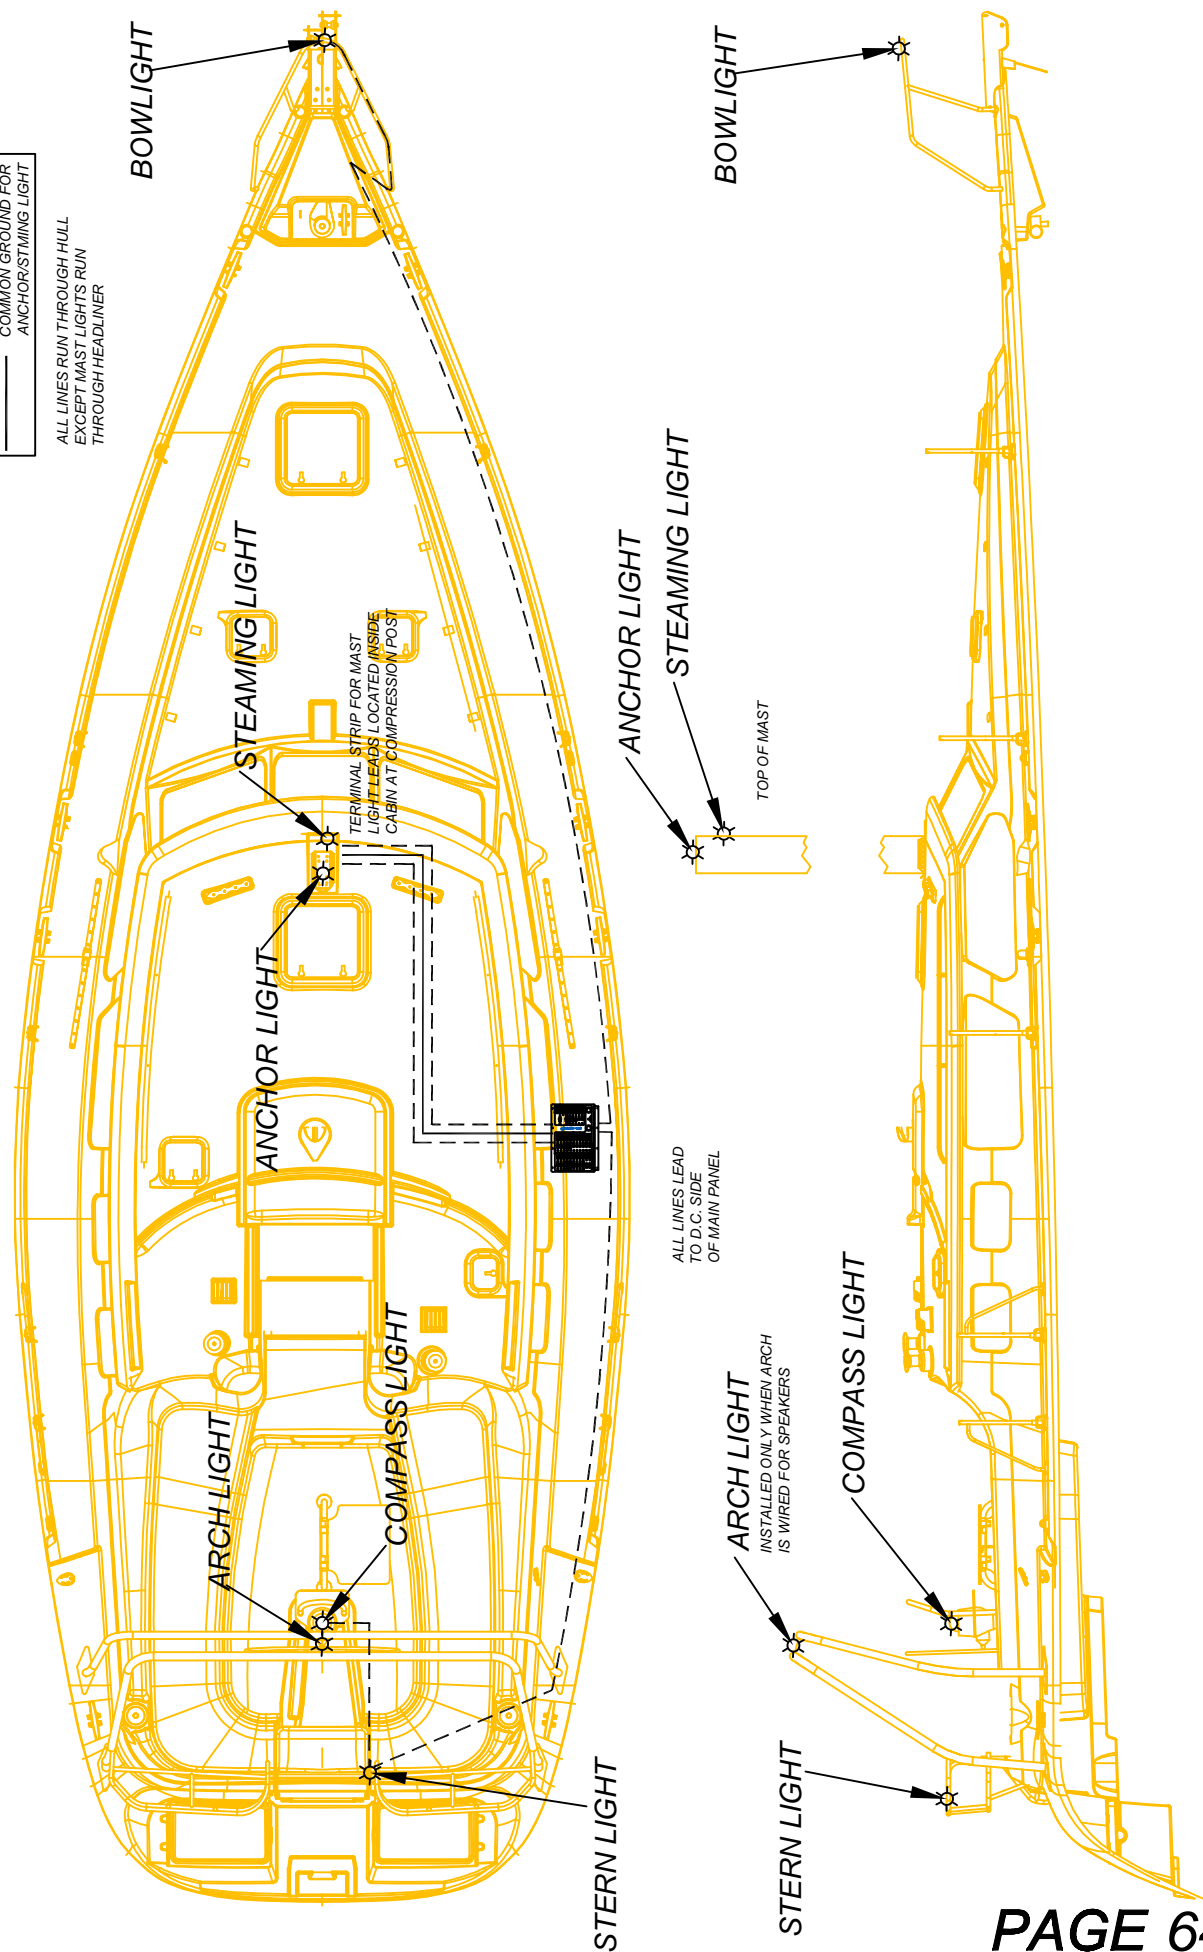 COMMON GROUND FOR
ANCHOR/STMING LIGHT
ALL LINES RUN THROUGH HULL
EXCEPT MAST LIGHTS RUN
THROUGH HEADLINER
BOWLIGHT
STEAMING LIGHT
TERMINAL STRIP FOR MAST
LIGHT LEADS LOCATED INSIDE
CABIN AT COMPRESSION POST
ANCHOR LIGHT
ARCH LIGHT
COMPASS LIGHT
STERN LIGHT
BOWLIGHT
ANCHOR LIGHT
STEAMING LIGHT
TOP OF MAST
ALL LINES LEAD
TO D.C. SIDE
OF MAIN PANEL
ARCH LIGHT
INSTALLED ONLY WHEN ARCH
IS WIRED FOR SPEAKERS
COMPASS LIGHT
STERN LIGHT
PAGE